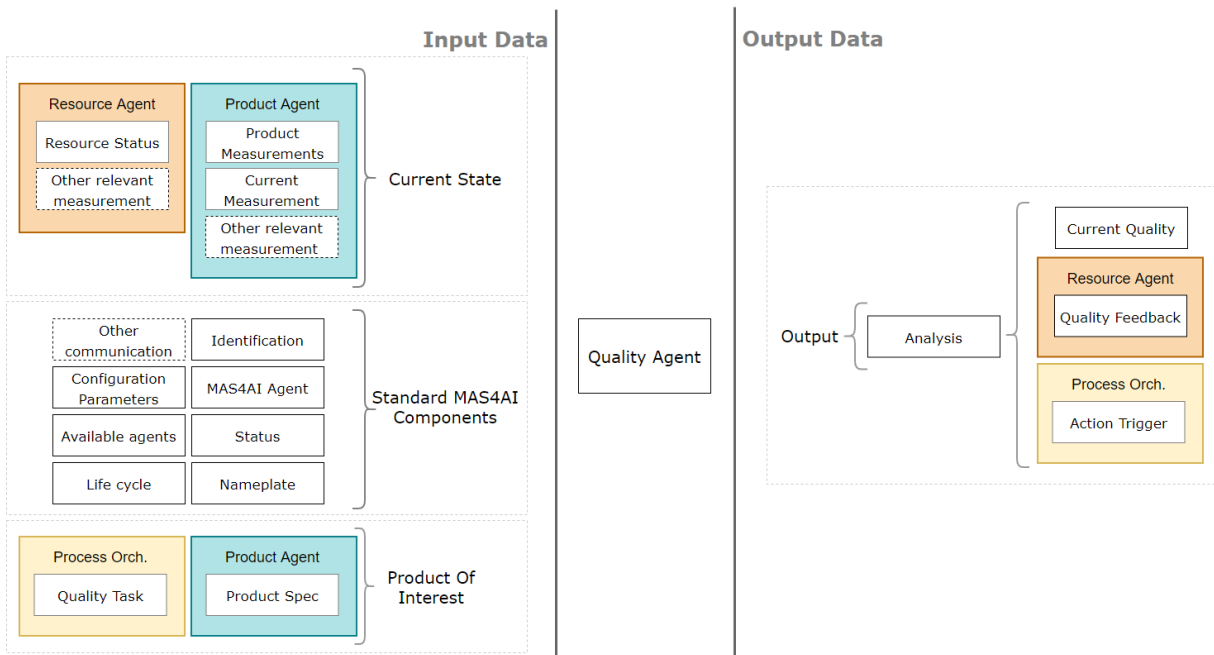 Input Data
Output Data
Resource Agent
Resource Status
Other relevant
measurement
Product Agent
Product
Measurements
Current
Measurement
Other relevant
measurement
Current State
Other
communication
Identification
Configuration
Parameters
MAS4AI Agent
Available agents
Status
Life cycle
Nameplate
Standard MAS4AI
Components
Process Orch.
Quality Task
Product Agent
Product Spec
Product Of
Interest
Quality Agent
Output
Analysis
Current Quality
Resource Agent
Quality Feedback
Process Orch.
Action Trigger